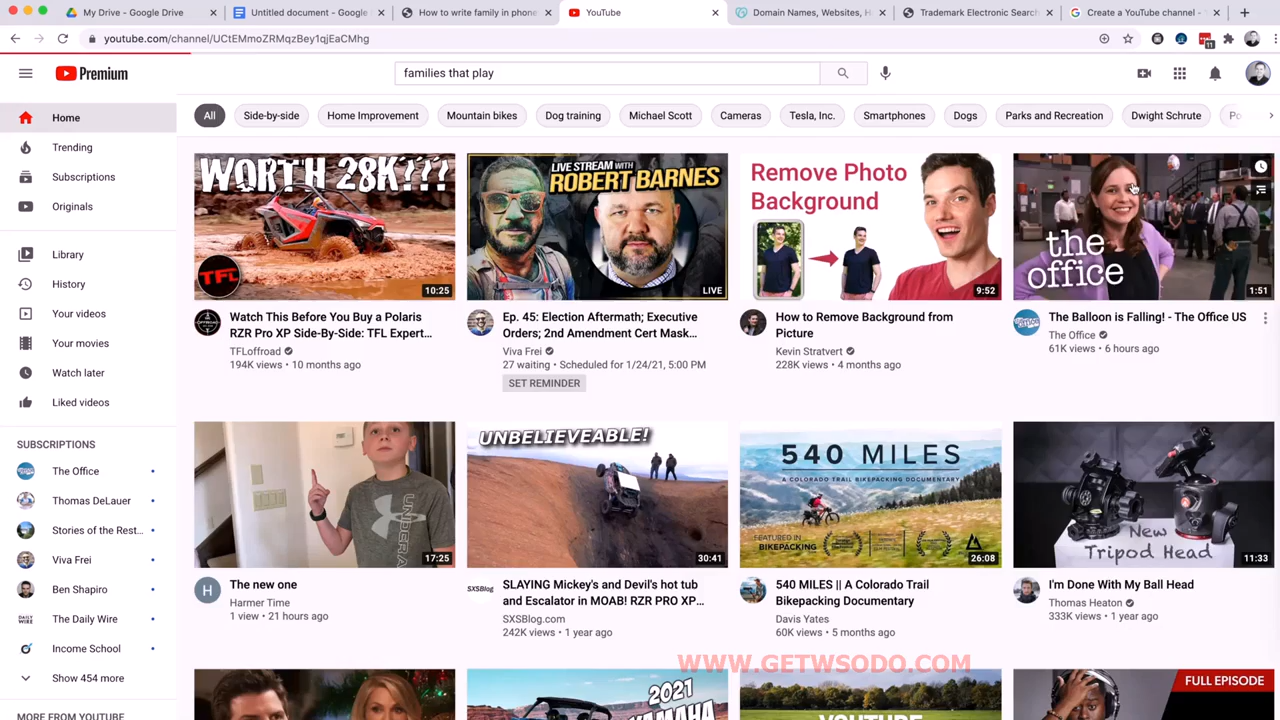 My Drive - Google Drive
Untitled document - Google
How to write family in phone
YouTube
Domain Names, Websites, H
Trademark Electronic Search
Create a YouTube channel -
youtube.com/channel/UCtEMmoZRMqzBey1qjEaCMhg
11
Premium
families that play
All
Side-by-side
Home Improvement
Mountain bikes
Dog training
Michael Scott
Cameras
Tesla, Inc.
Smartphones
Dogs
Parks and Recreation
Dwight Schrute
Po
Home
Trending
Subscriptions
Originals
Library
History
Your videos
Your movies
Watch later
Liked videos
SUBSCRIPTIONS
The Office
Thomas DeLauer
Stories of the Rest...
Viva Frei
Ben Shapiro
The Daily Wire
Income School
Show 454 more
MORE FROM YOUTUBE
WORTH 28K???
TFL
10:25
Watch This Before You Buy a Polaris
RZR Pro XP Side-By-Side: TFL Expert...
TFLoffroad
194K views • 10 months ago
LIVE STREAM WITH
ROBERT BARNES
LIVE
Ep. 45: Election Aftermath; Executive
Orders; 2nd Amendment Cert Mask...
Viva Frei
27 waiting • Scheduled for 1/24/21, 5:00 PM
SET REMINDER
Remove Photo
Background
9:52
How to Remove Background from
Picture
Kevin Stratvert
228K views • 4 months ago
the
office
1:51
The Balloon is Falling! - The Office US
The Office
61K views • 6 hours ago
UNDER AR
17:25
H
The new one
Harmer Time
1 view • 21 hours ago
UNBELIEVEABLE!
30:41
SXSBlog
SLAYING Mickey's and Devil's hot tub
and Escalator in MOAB! RZR PRO XP...
SXSBlog.com
242K views • 1 year ago
540 MILES
A COLORADO TRAIL BIKEPACKING DOCUMENTARY
FEATURED IN
BIKEPACKING
26:08
540 MILES || A Colorado Trail
Bikepacking Documentary
Davis Yates
60K views • 5 months ago
New
Tripod Head
11:33
I'm Done With My Ball Head
Thomas Heaton
333K views • 1 year ago
WWW.GETWSODO.COM
2021
YAMAHA
YOUTUBE
FULL EPISODE